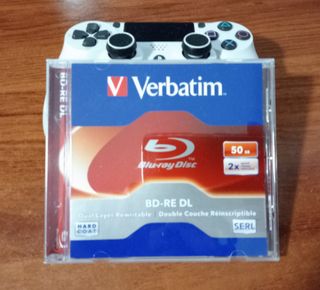 BD-RE DL
Verbatim
Blu-ray Disc
50 GB
2x
BD-RE DL
Dual Layer Rewritable Double Couche Réinscriptible
HARD
COAT
SERL